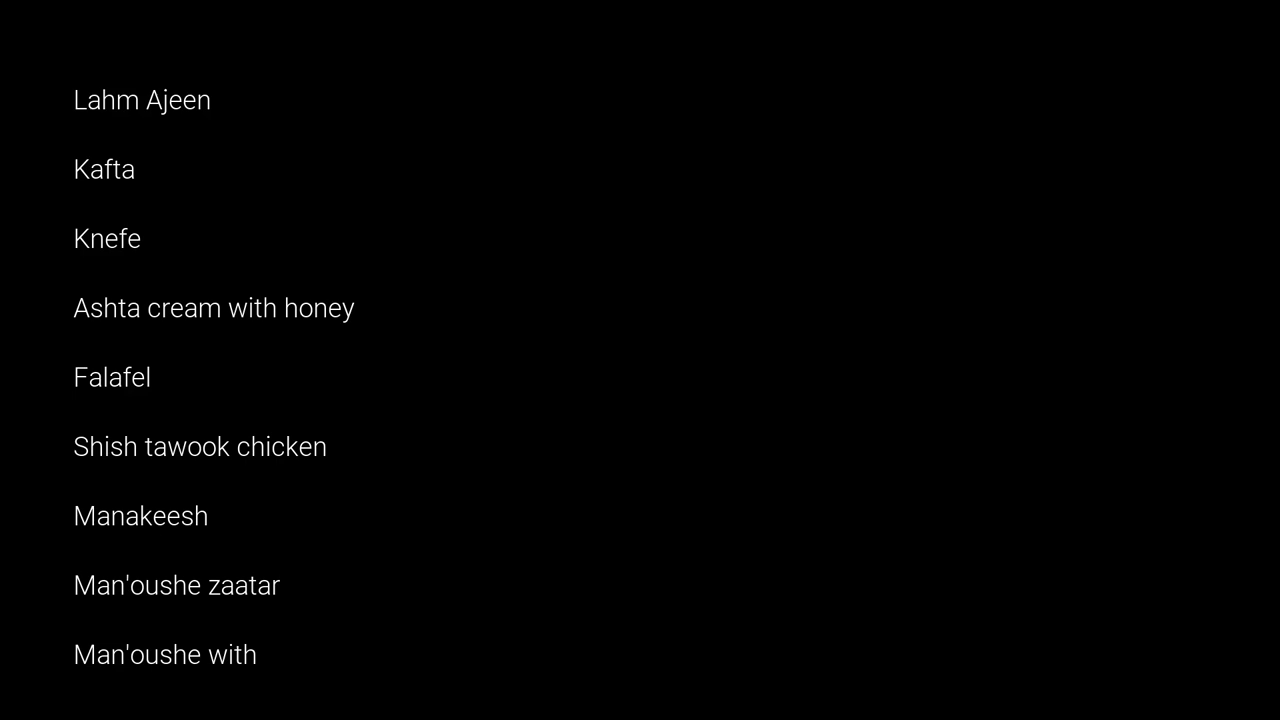 Lahm Ajeen
Kafta
Knefe
Ashta cream with honey
Falafel
Shish tawook chicken
Manakeesh
Man'oushe zaatar
Man'oushe with